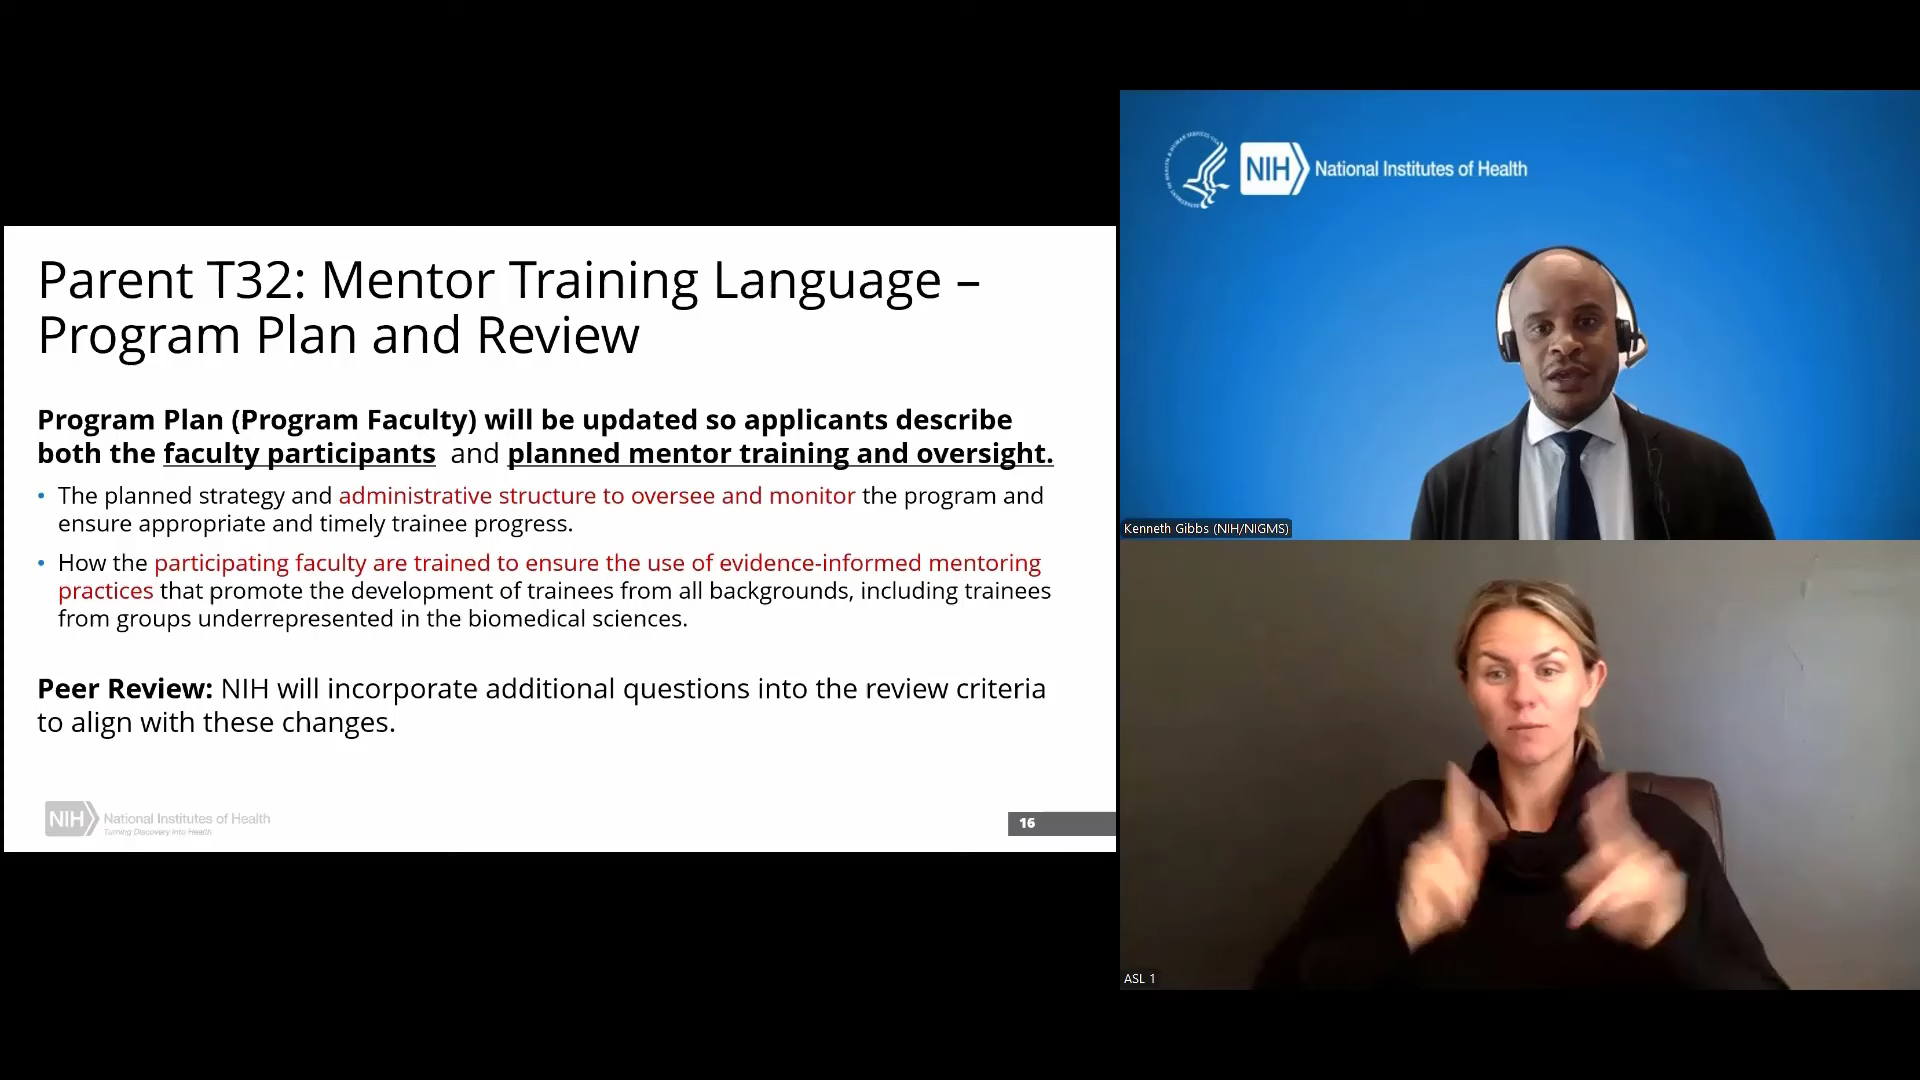 Parent T32: Mentor Training Language –
Program Plan and Review
Program Plan (Program Faculty) will be updated so applicants describe
both the faculty participants and planned mentor training and oversight.
• The planned strategy and administrative structure to oversee and monitor the program and
ensure appropriate and timely trainee progress.
• How the participating faculty are trained to ensure the use of evidence-informed mentoring
practices that promote the development of trainees from all backgrounds, including trainees
from groups underrepresented in the biomedical sciences.
Peer Review: NIH will incorporate additional questions into the review criteria
to align with these changes.
NIH National Institutes of Health
Turning Discovery Into Health
16
NIH National Institutes of Health
Kenneth Gibbs (NIH/NIGMS)
ASL 1